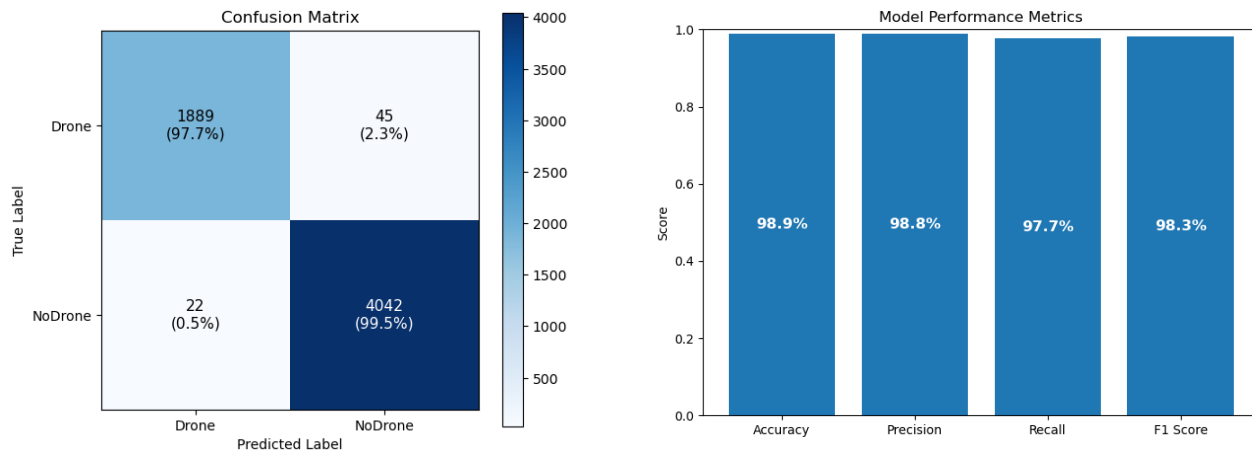 Confusion Matrix
True Label
Drone
NoDrone
1889
(97.7%)
45
(2.3%)
22
(0.5%)
4042
(99.5%)
Drone
NoDrone
Predicted Label
4000
3500
3000
2500
2000
1500
1000
500
Model Performance Metrics
Score
1.0
0.8
0.6
0.4
0.2
0.0
98.9%
98.8%
97.7%
98.3%
Accuracy
Precision
Recall
F1 Score